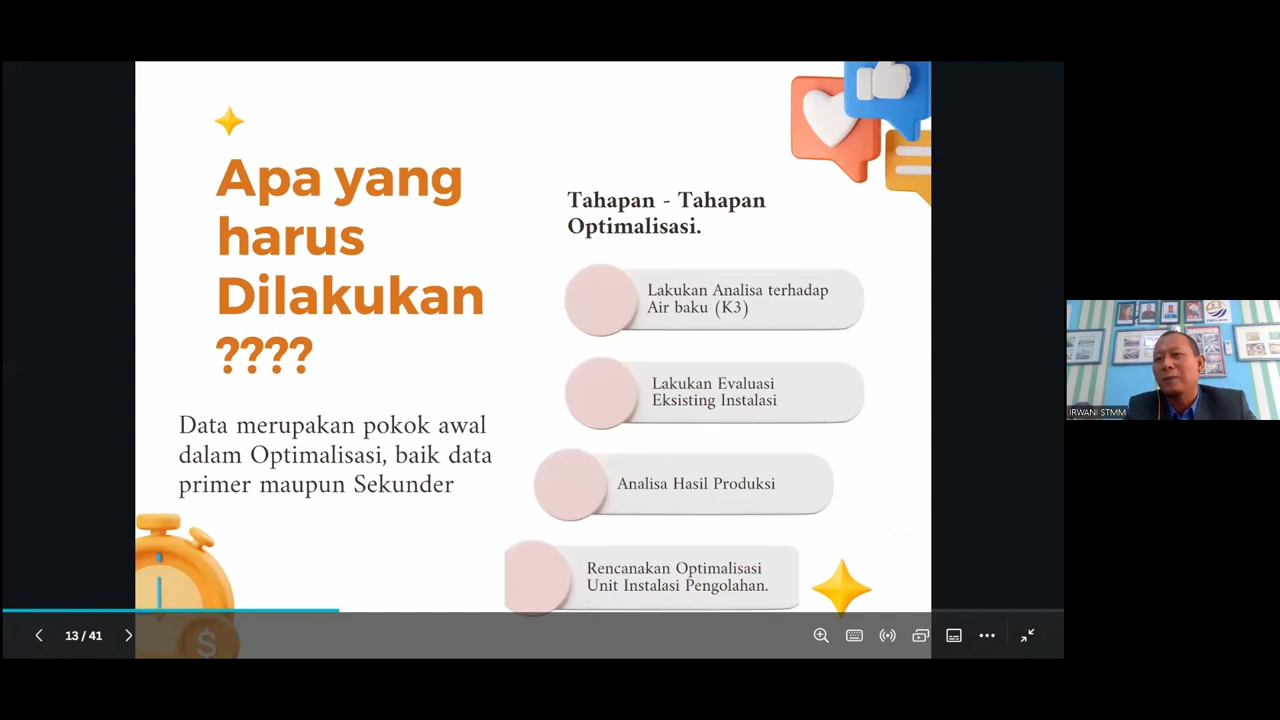 Apa yang
harus
Dilakukan
????
Data merupakan pokok awal
dalam Optimalisasi, baik data
primer maupun Sekunder
Tahapan - Tahapan
Optimalisasi.
Lakukan Analisa terhadap
Air baku (K3)
Lakukan Evaluasi
Eksisting Instalasi
Analisa Hasil Produksi
Rencanakan Optimalisasi
Unit Instalasi Pengolahan.
$
13 / 41
IRWANI STMM